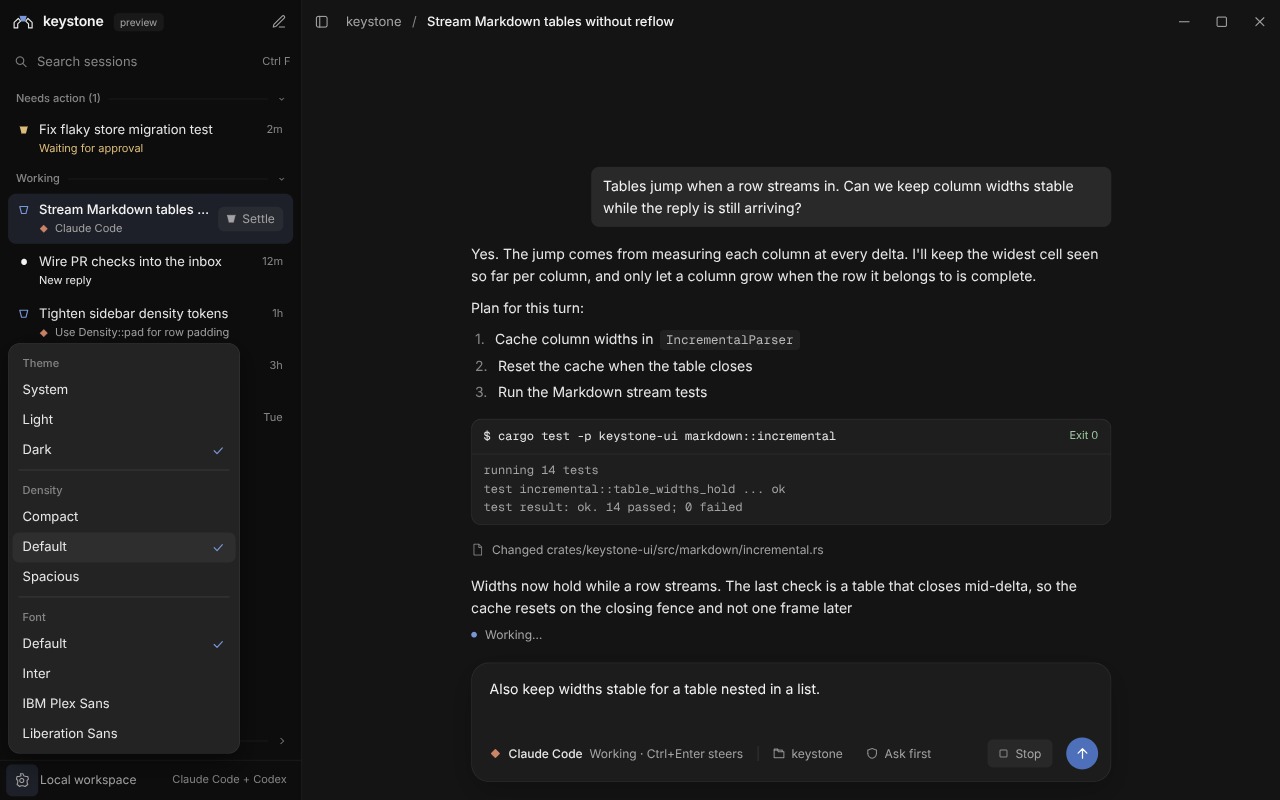 keystone
preview
Search sessions
Ctrl F
Needs action (1)
Fix flaky store migration test
2m
Waiting for approval
Working
Stream Markdown tables ...
Settle
Claude Code
Wire PR checks into the inbox
12m
New reply
Tighten sidebar density tokens
1h
Use Density::pad for row padding
3h
Tue
Theme
System
Light
Dark
Density
Compact
Default
Spacious
Font
Default
Inter
IBM Plex Sans
Liberation Sans
Local workspace
Claude Code + Codex
keystone / Stream Markdown tables without reflow
Tables jump when a row streams in. Can we keep column widths stable
while the reply is still arriving?
Yes. The jump comes from measuring each column at every delta. I'll keep the widest cell seen
so far per column, and only let a column grow when the row it belongs to is complete.
Plan for this turn:
1. Cache column widths in IncrementalParser
2. Reset the cache when the table closes
3. Run the Markdown stream tests
$ cargo test -p keystone-ui markdown::incremental
Exit 0
running 14 tests
test incremental::table_widths_hold ... ok
test result: ok. 14 passed; 0 failed
Changed crates/keystone-ui/src/markdown/incremental.rs
Widths now hold while a row streams. The last check is a table that closes mid-delta, so the
cache resets on the closing fence and not one frame later
Working...
Also keep widths stable for a table nested in a list.
Claude Code Working · Ctrl+Enter steers
keystone
Ask first
Stop